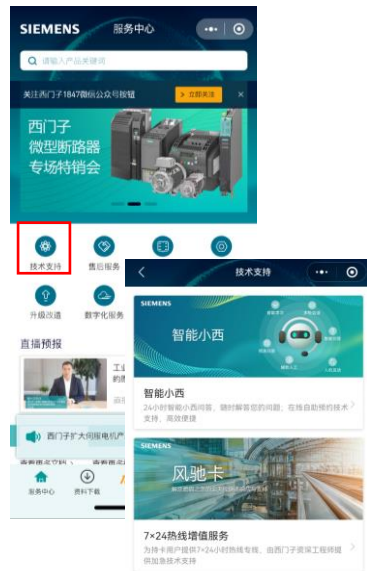 SIEMENS
服务中心
请输入产品关键词
关注西门子1847微信公众号按钮
> 立即关注
×
西门子
微型断路器
专场特销会
技术支持
售后服务
升级改造
数字化服务
直播预报
工业
的原
直播
西门子扩大伺服电机产
服务中心
资料下载
技术支持
SIEMENS
智能小西
智能小西
24小时智能小西问答，随时解答您的问题，在线自助预约技术
支持，高效便捷
SIEMENS
风驰卡
7×24热线增值服务
为持卡用户提供7×24小时热线专线，由西门子资深工程师提
供加急技术支持